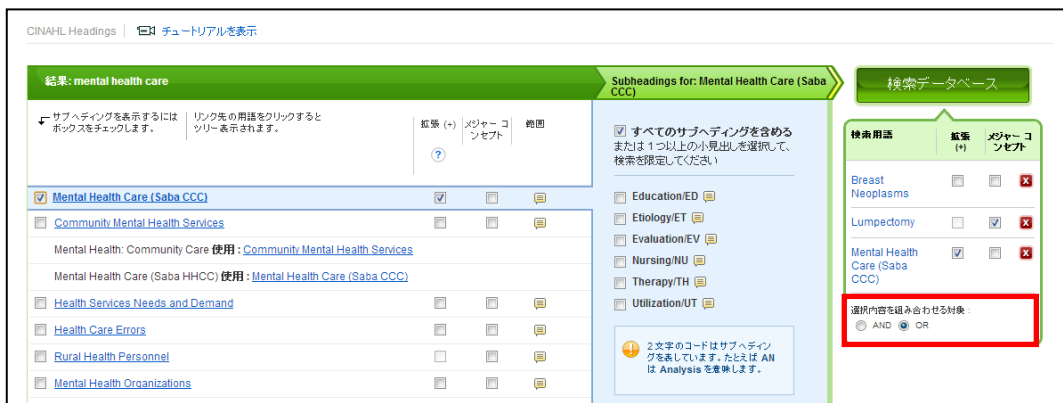 CINAHL Headings
チュートリアルを表示
結果: mental health care
サブヘディングを表示するには
ボックスをチェックします。
リンク先の用語をクリックすると
ツリー表示されます。
拡張 (+)
メジャー コ
ンセプト
範囲
?
Mental Health Care (Saba CCC)
Community Mental Health Services
Mental Health: Community Care 使用 : Community Mental Health Services
Mental Health Care (Saba HHCC) 使用 : Mental Health Care (Saba CCC)
Health Services Needs and Demand
Health Care Errors
Rural Health Personnel
Mental Health Organizations
Subheadings for: Mental Health Care (Saba
CCC)
すべてのサブヘディングを含める
または 1つ以上の小見出しを選択して、
検索を限定してください
Education/ED
Etiology/ET
Evaluation/EV
Nursing/NU
Therapy/TH
Utilization/UT
2文字のコードはサブヘディン
グを表しています。たとえば AN
は Analysis を意味します。
検索データベース
検索用語
拡張
(+)
メジャー コ
ンセプト
Breast
Neoplasms
Lumpectomy
Mental Health
Care (Saba
CCC)
選択内容を組み合わせる対象 :
AND OR